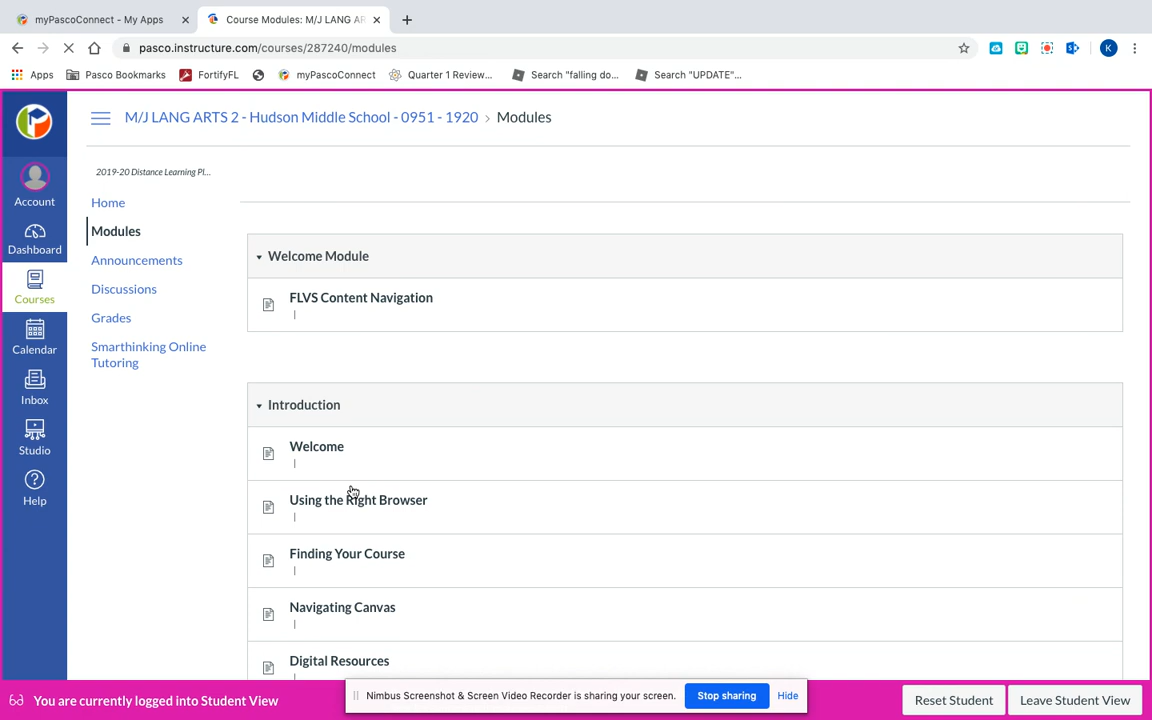 myPascoConnect - My Apps
Course Modules: M/J LANG AR
pasco.instructure.com/courses/287240/modules
K
Apps
Pasco Bookmarks
FortifyFL
myPascoConnect
Quarter 1 Review...
Search "falling do...
Search "UPDATE"...
M/J LANG ARTS 2 - Hudson Middle School - 0951 - 1920 › Modules
2019-20 Distance Learning Pl...
Account
Dashboard
Courses
Calendar
Inbox
Studio
Help
Home
Modules
Announcements
Discussions
Grades
Smarthinking Online
Tutoring
Welcome Module
FLVS Content Navigation
|
Introduction
Welcome
|
Using the Right Browser
|
Finding Your Course
|
Navigating Canvas
|
Digital Resources
You are currently logged into Student View
Nimbus Screenshot & Screen Video Recorder is sharing your screen.
Stop sharing
Hide
Reset Student
Leave Student View